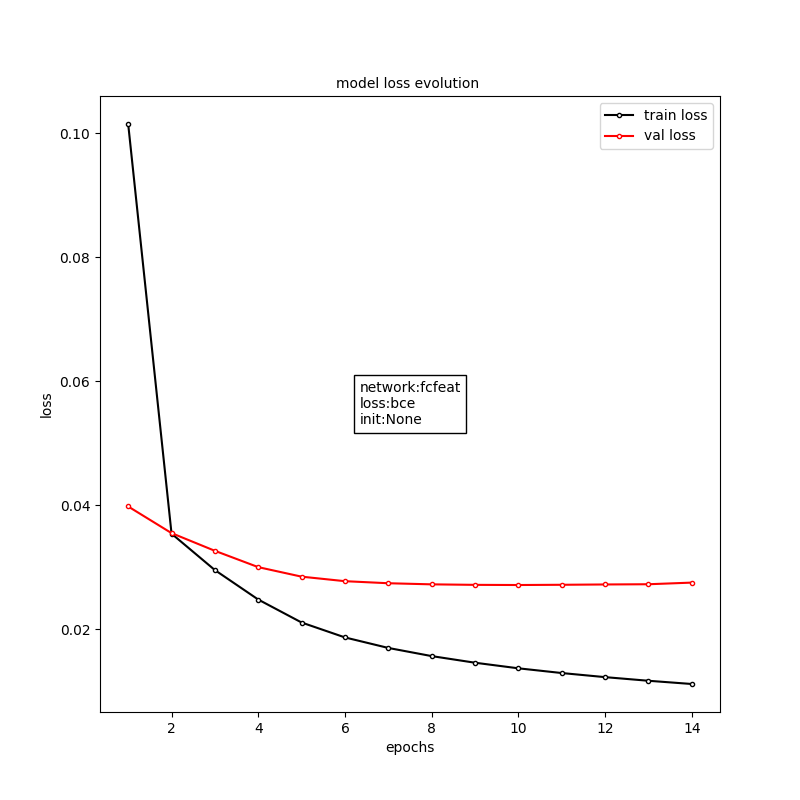 model loss evolution
train loss
val loss
0.10
0.08
0.06
0.04
0.02
loss
network:fcfeat
loss:bce
init:None
2 4 6 8 10 12 14
epochs